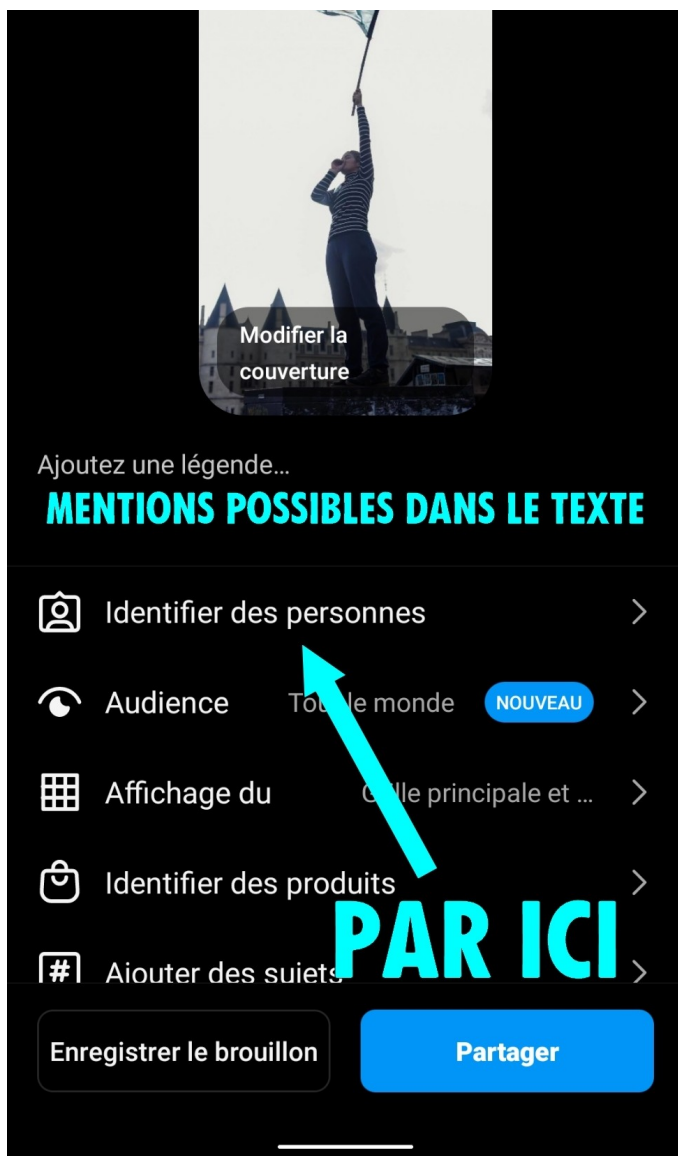 Modifier la
couverture
Ajoutez une légende...
MENTIONS POSSIBLES DANS LE TEXTE
Identifier des personnes
Audience
Tout le monde
NOUVEAU
Affichage du
Grille principale et ...
Identifier des produits
PAR ICI
Ajouter des sujets
Enregistrer le brouillon
Partager